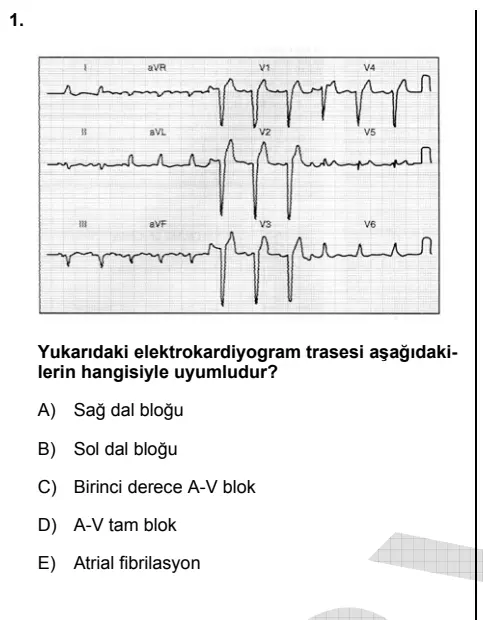 1.
I aVR V1 V4
II aVL V2 V5
III aVF V3 V6
Yukarıdaki elektrokardiyogram trasesi aşağıdaki-
lerin hangisiyle uyumludur?
A) Sağ dal bloğu
B) Sol dal bloğu
C) Birinci derece A-V blok
D) A-V tam blok
E) Atrial fibrilasyon